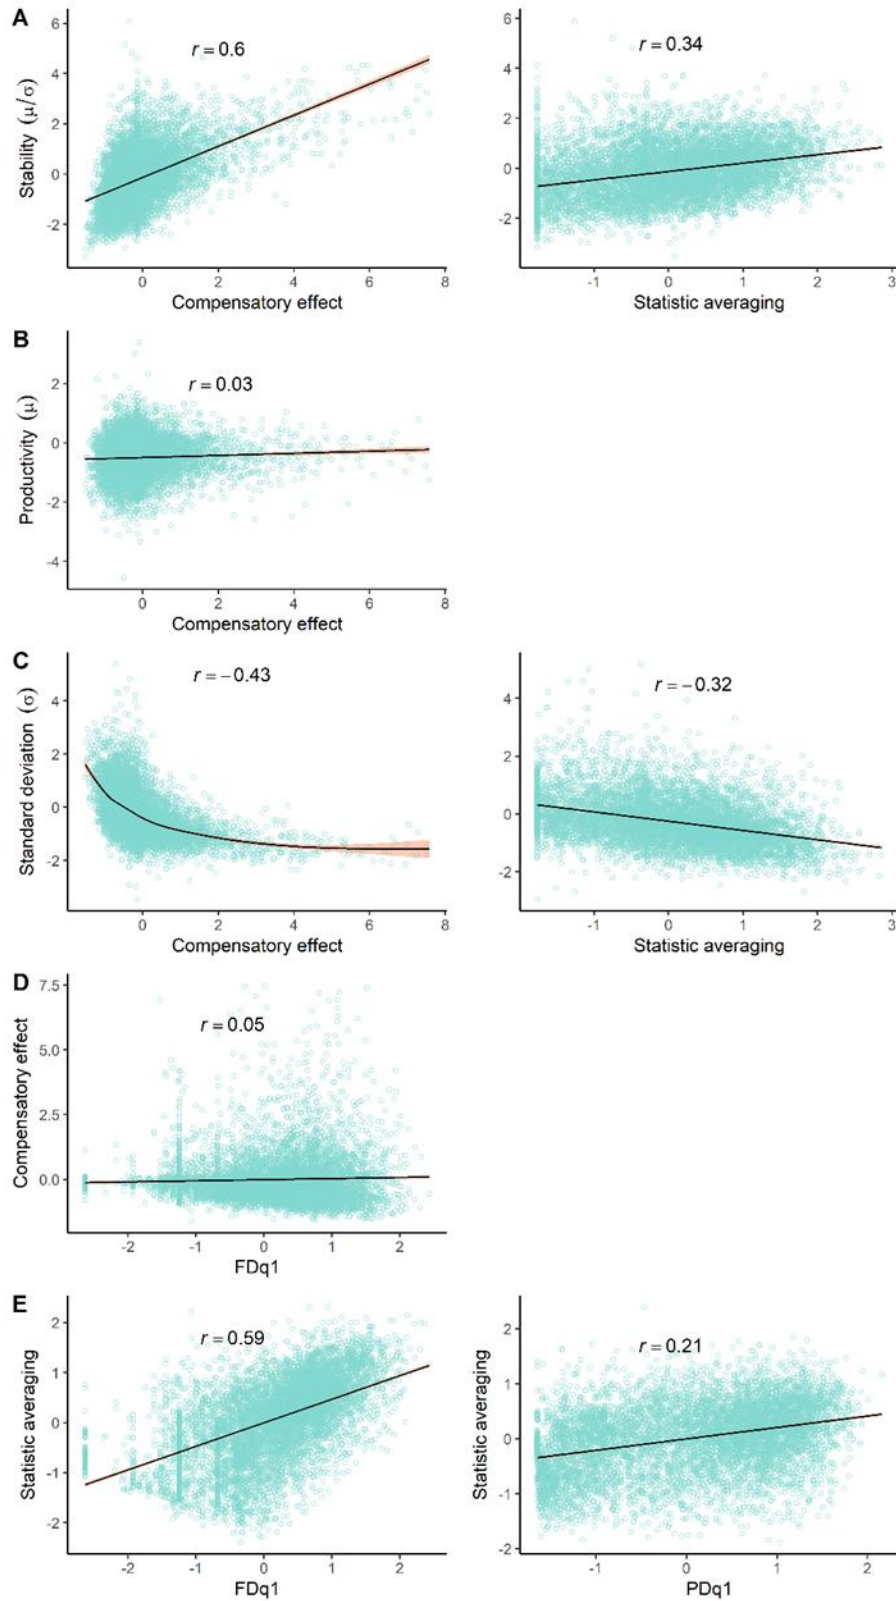 A
Stability (μ/σ)
6
4
2
0
-2
r = 0.6
0 2 4 6 8
Compensatory effect
6
4
2
0
-2
r = 0.34
-1 0 1 2 3
Statistic averaging
B
Productivity (μ)
2
0
-2
-4
r = 0.03
0 2 4 6 8
Compensatory effect
C
Standard deviation (σ)
4
2
0
-2
r = −0.43
0 2 4 6 8
Compensatory effect
4
2
0
-2
r = −0.32
-1 0 1 2 3
Statistic averaging
D
Compensatory effect
7.5
5.0
2.5
0.0
r = 0.05
-2 -1 0 1 2
FDq1
E
Statistic averaging
2
1
0
-1
-2
r = 0.59
-2 -1 0 1 2
FDq1
Statistic averaging
2
1
0
-1
-2
r = 0.21
-1 0 1 2
PDq1